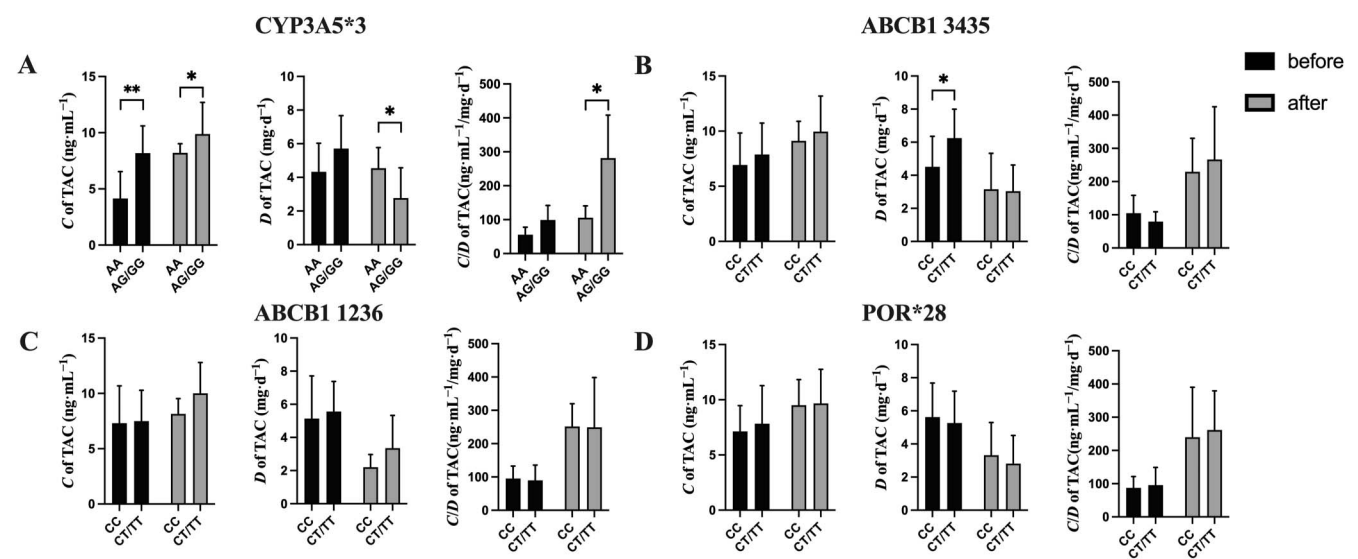 CYP3A5*3
ABCB1 3435
before
after
A
C of TAC (ng·mL⁻¹)
15
10
5
0
**
*
AA
AG/GG
AA
AG/GG
D of TAC (mg·d⁻¹)
10
8
6
4
2
0
*
AA
AG/GG
AA
AG/GG
C/D of TAC(ng·mL⁻¹/mg·d⁻¹)
500
400
300
200
100
0
*
AA
AG/GG
AA
AG/GG
B
C of TAC (ng·mL⁻¹)
15
10
5
0
CC
CT/TT
CC
CT/TT
D of TAC (mg·d⁻¹)
10
8
6
4
2
0
*
CC
CT/TT
CC
CT/TT
C/D of TAC(ng·mL⁻¹/mg·d⁻¹)
500
400
300
200
100
0
CC
CT/TT
CC
CT/TT
ABCB1 1236
POR*28
C
C of TAC (ng·mL⁻¹)
15
10
5
0
CC
CT/TT
CC
CT/TT
D of TAC (mg·d⁻¹)
10
8
6
4
2
0
CC
CT/TT
CC
CT/TT
C/D of TAC(ng·mL⁻¹/mg·d⁻¹)
500
400
300
200
100
0
CC
CT/TT
CC
CT/TT
D
C of TAC (ng·mL⁻¹)
15
10
5
0
CC
CT/TT
CC
CT/TT
D of TAC (mg·d⁻¹)
10
8
6
4
2
0
CC
CT/TT
CC
CT/TT
C/D of TAC(ng·mL⁻¹/mg·d⁻¹)
500
400
300
200
100
0
CC
CT/TT
CC
CT/TT